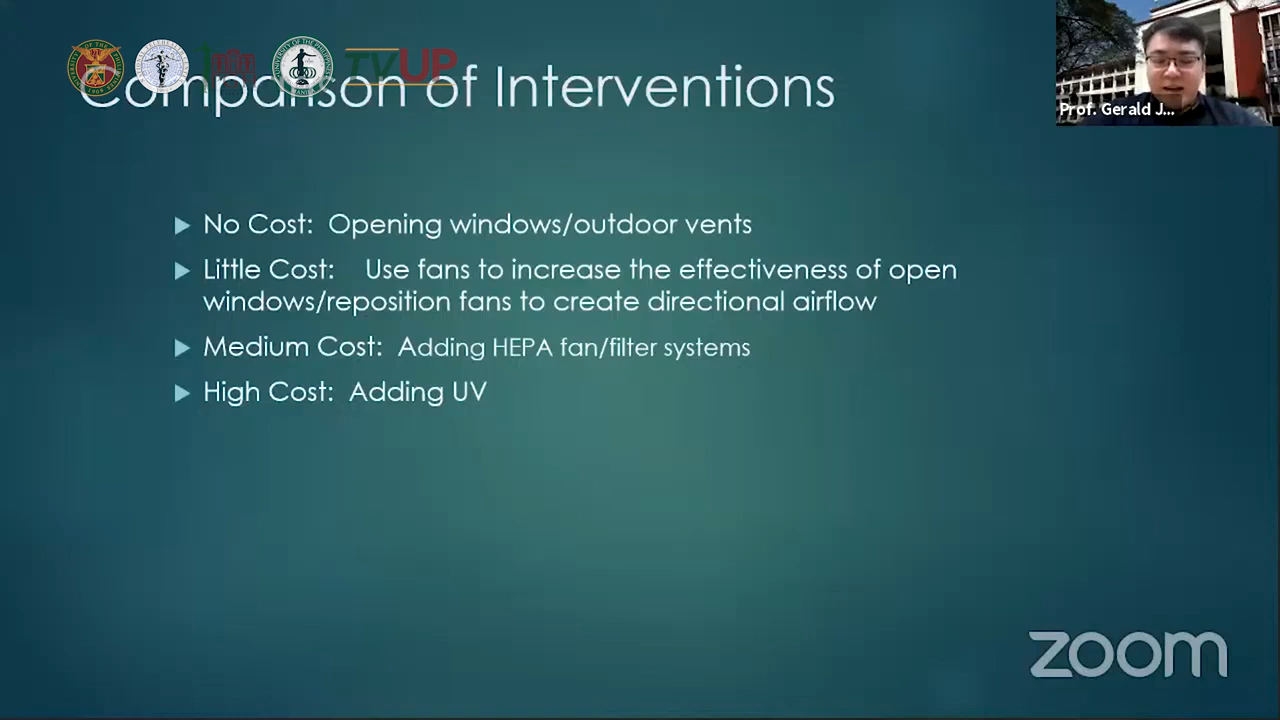 TVUP
Comparison of Interventions
Prof. Gerald J...
No Cost: Opening windows/outdoor vents
Little Cost: Use fans to increase the effectiveness of open
windows/reposition fans to create directional airflow
Medium Cost: Adding HEPA fan/filter systems
High Cost: Adding UV
zoom